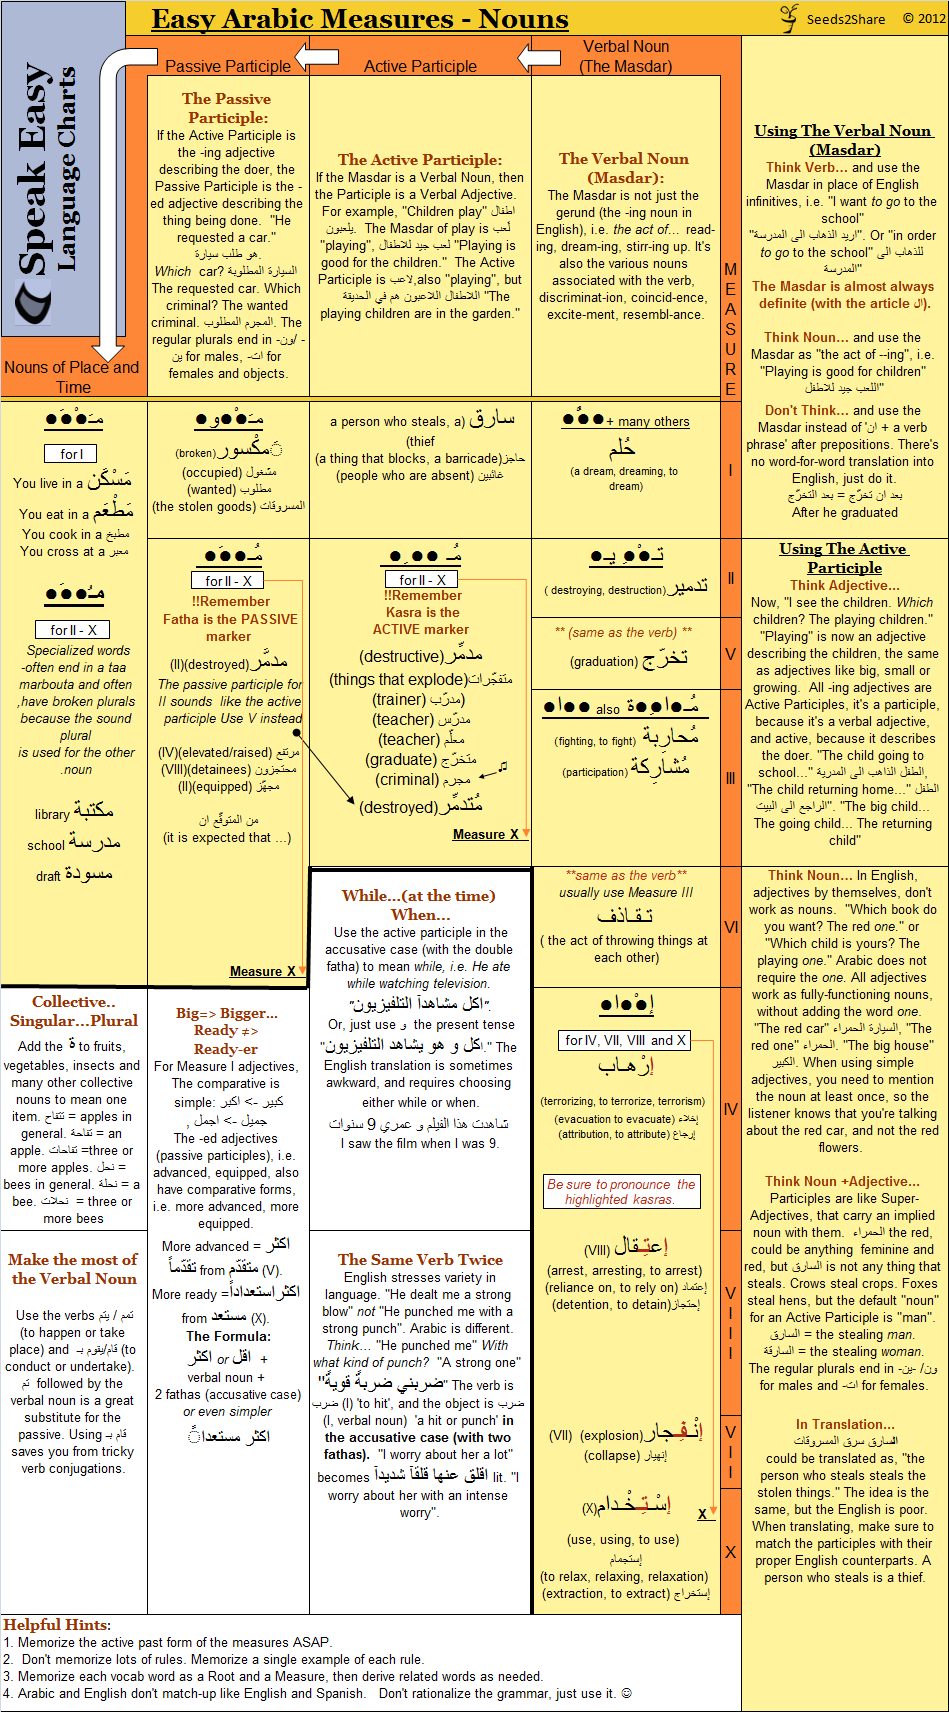 Easy Arabic Measures - Nouns
Seeds2Share © 2012
Speak Easy
Language Charts
Passive Participle
Active Participle
Verbal Noun
(The Masdar)
Nouns of Place and
Time
MEASURE
The Passive
Participle:
If the Active Participle is
the -ing adjective
describing the doer, the
Passive Participle is the -
ed adjective describing the
thing being done. "He
requested a car."
هو طلب سيارة.
Which car? السيارة المطلوبة
The requested car. Which
criminal? The wanted
criminal. المجرم المطلوب. The
regular plurals end in -ون/ -
ين for males, -ات for
females and objects.
The Active Participle:
If the Masdar is a Verbal Noun, then
the Participle is a Verbal Adjective.
For example, "Children play" اطفال
يلعبون. The Masdar of play is لَعب
"playing", لعب جيد للاطفال "Playing is
good for the children." The Active
Participle is لاعب,also "playing", but
اللاطفال اللاعبون هم في الحديقة "The
playing children are in the garden."
The Verbal Noun
(Masdar):
The Masdar is not just the
gerund (the -ing noun in
English), i.e. the act of... read-
ing, dream-ing, stirr-ing up. It's
also the various nouns
associated with the verb,
discriminat-ion, coincid-ence,
excite-ment, resembl-ance.
Using The Verbal Noun
(Masdar)
Think Verb... and use the
Masdar in place of English
infinitives, i.e. "I want to go to the
school"
"اريد الذهاب الى المدرسة". Or "in order
to go to the school" للذهاب الى
المدرسة"
The Masdar is almost always
definite (with the article ال).
Think Noun... and use the
Masdar as "the act of --ing", i.e.
"Playing is good for children"
"اللعب جيد للاطفل
Don't Think... and use the
Masdar instead of 'ان + a verb
phrase' after prepositions. There's
no word-for-word translation into
English, just do it.
بعد ان تخرّج = بعد التخرّج
After he graduated
مـَ●ْ●َ●
for I
You live in a مَسْكَن
You eat in a مَطْعَم
You cook in a مطبخ
You cross at a معبر
مـُ●●َ●
for II - X
Specialized words
-often end in a taa
marbouta and often
,have broken plurals
because the sound
plural
is used for the other
.noun
library مكتبة
school مدرسة
draft مسودة
مـَ●ْ●و●
(broken)مكْسور
(occupied) مشغول
(wanted) مطلوب
(the stolen goods) المسروقات
a person who steals, a) سارق
(thief
(a thing that blocks, a barricade)حاجز
(people who are absent) غائبين
●●ُ●+ many others
حُلم
(a dream, dreaming, to
dream)
I
مُـ●●َ●
for II - X
!!Remember
Fatha is the PASSIVE
marker
(II)(destroyed)مدمَّر
The passive participle for
II sounds like the active
participle Use V instead
(IV)(elevated/raised) مرتفع
(VIII)(detainees) محتجزون
(II)(equipped) مجهّز
من المتوقّع ان
(it is expected that ...)
Measure X
مُـ ●●ِ●
for II - X
!!Remember
Kasra is the
ACTIVE marker
(destructive)مدمِّر
(things that explode)متفجّرات
(trainer) مدرّب)
(teacher) مدرّس
(teacher) معلّم
(graduate) متخرّج
(criminal) مجرم
(destroyed)مُتدمِّر
Measure X
تـ●ْ●ِ يـ●
( destroying, destruction)تدمير
II
** (same as the verb) **
(graduation) تخرّج
V
●●ا● also مُـ●ا●ِ●ة
(fighting, to fight) مُحاربة
(participation) مُشاركة
III
Using The Active
Participle
Think Adjective...
Now, "I see the children. Which
children? The playing children."
"Playing" is now an adjective
describing the children, the same
as adjectives like big, small or
growing. All -ing adjectives are
Active Participles, it's a participle,
because it's a verbal adjective,
and active, because it describes
the doer. "The child going to
school..." الطفل الذاهب الى المدرية,
"The child returning home..." الطفل
الراجع الى البيت". "The big child...
The going child... The returning
child"
**same as the verb**
usually use Measure III
تـقـاذف
( the act of throwing things at
each other)
VI
While...(at the time)
When...
Use the active participle in the
accusative case (with the double
fatha) to mean while, i.e. He ate
while watching television.
"اكل مشاهدآ التلفيزيون".
Or, just use و the present tense
"اكل و هو يشاهد التلفيزيون." The
English translation is sometimes
awkward, and requires choosing
either while or when.
شاهدت هذا الفيلم و عمري 9 سنوات
I saw the film when I was 9.
Think Noun... In English,
adjectives by themselves, don't
work as nouns. "Which book do
you want? The red one." or
"Which child is yours? The
playing one." Arabic does not
require the one. All adjectives
work as fully-functioning nouns,
without adding the word one.
"The red car" السيارة الحمراء, "The
red one" الحمراء. "The big house"
الكبير. When using simple
adjectives, you need to mention
the noun at least once, so the
listener knows that you're talking
about the red car, and not the red
flowers.
Think Noun +Adjective...
Participles are like Super-
Adjectives, that carry an implied
noun with them. الحمراء the red,
could be anything feminine and
red, but السارق is not any thing that
steals. Crows steal crops. Foxes
steal hens, but the default "noun"
for an Active Participle is "man".
السارق = the stealing man.
السارقة = the stealing woman.
The regular plurals end in -ون/ -ين
for males and -ات for females.
In Translation...
السارق سرق المسروقات
could be translated as, "the
person who steals steals the
stolen things." The idea is the
same, but the English is poor.
When translating, make sure to
match the participles with their
proper English counterparts. A
person who steals is a thief.
Collective..
Singular...Plural
Add the ة to fruits,
vegetables, insects and
many other collective
nouns to mean one
item. تتفاح = apples in
general. تفاحة = an
apple. تفاحات =three or
more apples. نحل =
bees in general. نحلة = a
bee. نحلات = three or
more bees
Big=> Bigger...
Ready ≠>
Ready-er
For Measure I adjectives,
The comparative is
simple: كبير -> اكبر
, جميل -> اجمل
The -ed adjectives
(passive participles), i.e.
advanced, equipped, also
have comparative forms,
i.e. more advanced, more
equipped.
More advanced = اكثر
تقدّماً from متقدّم (V).
More ready =اكثراستعداداً
from مستعد (X).
The Formula:
اكثر or اقل +
verbal noun +
2 fathas (accusative case)
or even simpler
اكثر مستعداً
إ●ْ●ا●
for IV, VII, VIII and X
إرْهـاب
(terrorizing, to terrorize, terrorism)
(evacuation to evacuate) إخلاء
(attribution, to attribute) إرجاع
IV
Be sure to pronounce the
highlighted kasras.
(VIII) إعتِـقال
(arrest, arresting, to arrest)
(reliance on, to rely on) إعتماد
(detention, to detain)إحتجاز
VIII
(VII) (explosion)إنْـفِـجار
(collapse) إنهيار
VII
(X)إسْـتِـخْـدام
X
(use, using, to use)
إستجمام
(to relax, relaxing, relaxation)
(extraction, to extract) إستخراج
X
Make the most of
the Verbal Noun
Use the verbs تمم / يتم
(to happen or take
place) and قام/يقوم بـ (to
conduct or undertake).
تم followed by the
verbal noun is a great
substitute for the
passive. Using قام بـ
saves you from tricky
verb conjugations.
The Same Verb Twice
English stresses variety in
language. "He dealt me a strong
blow" not "He punched me with a
strong punch". Arabic is different.
Think... "He punched me" With
what kind of punch? "A strong one"
"ضربني ضربةً قويةً" The verb is
ضرب (I) 'to hit', and the object is ضرب
(I, verbal noun) 'a hit or punch' in
the accusative case (with two
fathas). "I worry about her a lot"
becomes اقلق عنها قلقآ شديدآ lit. "I
worry about her with an intense
worry".
Helpful Hints:
1. Memorize the active past form of the measures ASAP.
2. Don't memorize lots of rules. Memorize a single example of each rule.
3. Memorize each vocab word as a Root and a Measure, then derive related words as needed.
4. Arabic and English don't match-up like English and Spanish. Don't rationalize the grammar, just use it. ☺